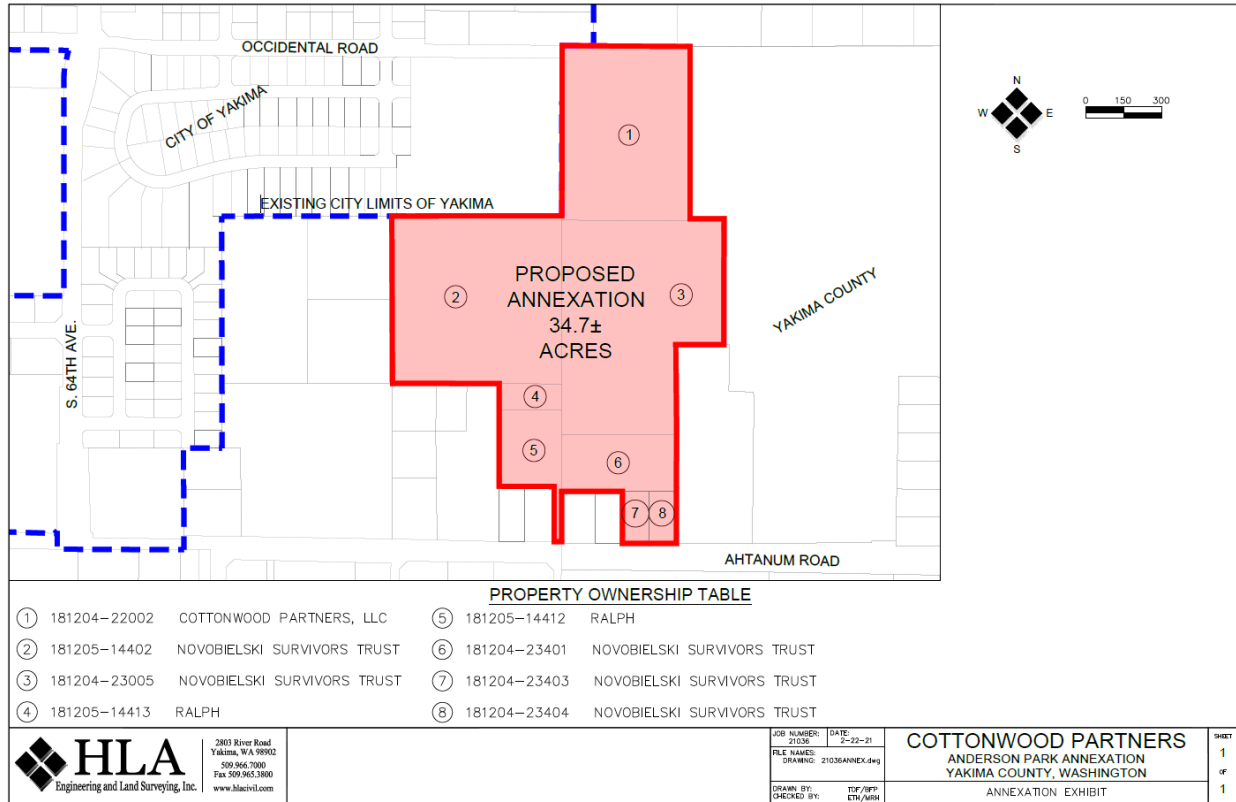 OCCIDENTAL ROAD
CITY OF YAKIMA
EXISTING CITY LIMITS OF YAKIMA
S. 64TH AVE.
PROPOSED
ANNEXATION
34.7±
ACRES
YAKIMA COUNTY
AHTANUM ROAD
1
2
3
4
5
6
7
8
N
W E
S
0 150 300
PROPERTY OWNERSHIP TABLE
1 181204-22002 COTTONWOOD PARTNERS, LLC
2 181205-14402 NOVOBIELSKI SURVIVORS TRUST
3 181204-23005 NOVOBIELSKI SURVIVORS TRUST
4 181205-14413 RALPH
5 181205-14412 RALPH
6 181204-23401 NOVOBIELSKI SURVIVORS TRUST
7 181204-23403 NOVOBIELSKI SURVIVORS TRUST
8 181204-23404 NOVOBIELSKI SURVIVORS TRUST
HLA
Engineering and Land Surveying, Inc.
2803 River Road
Yakima, WA 98902
509.966.7000
Fax 509.965.3800
www.hlacivil.com
JOB NUMBER: DATE:
21036 2-22-21
FILE NAMES:
DRAWING: 21036ANNEX.dwg
DRAWN BY: TDF/BFP
CHECKED BY: ETH/MRH
COTTONWOOD PARTNERS
ANDERSON PARK ANNEXATION
YAKIMA COUNTY, WASHINGTON
ANNEXATION EXHIBIT
SHEET
1
OF
1